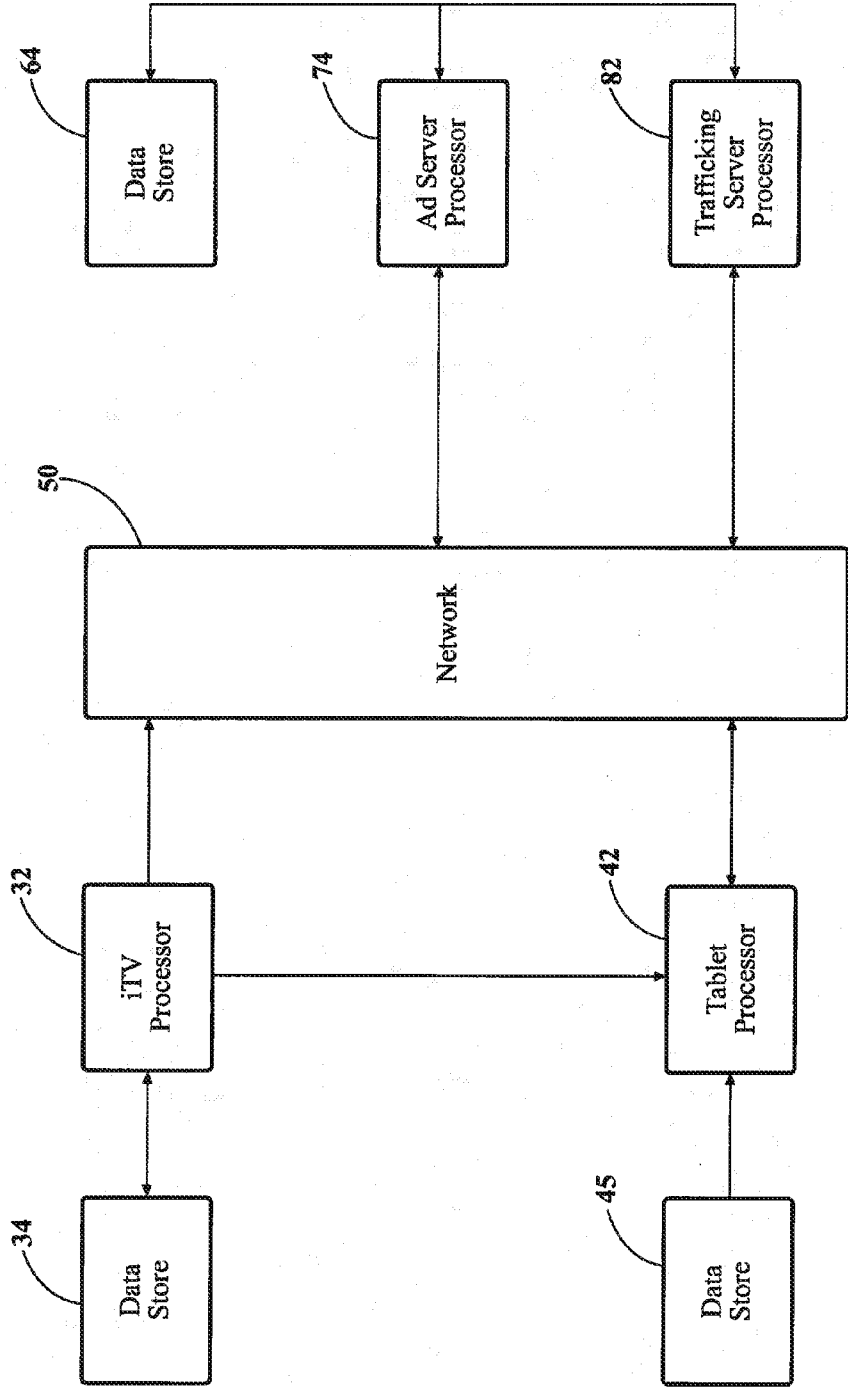 34
Data
Store
32
iTV
Processor
50
Network
64
Data
Store
74
Ad Server
Processor
45
Data
Store
42
Tablet
Processor
82
Trafficking
Server
Processor